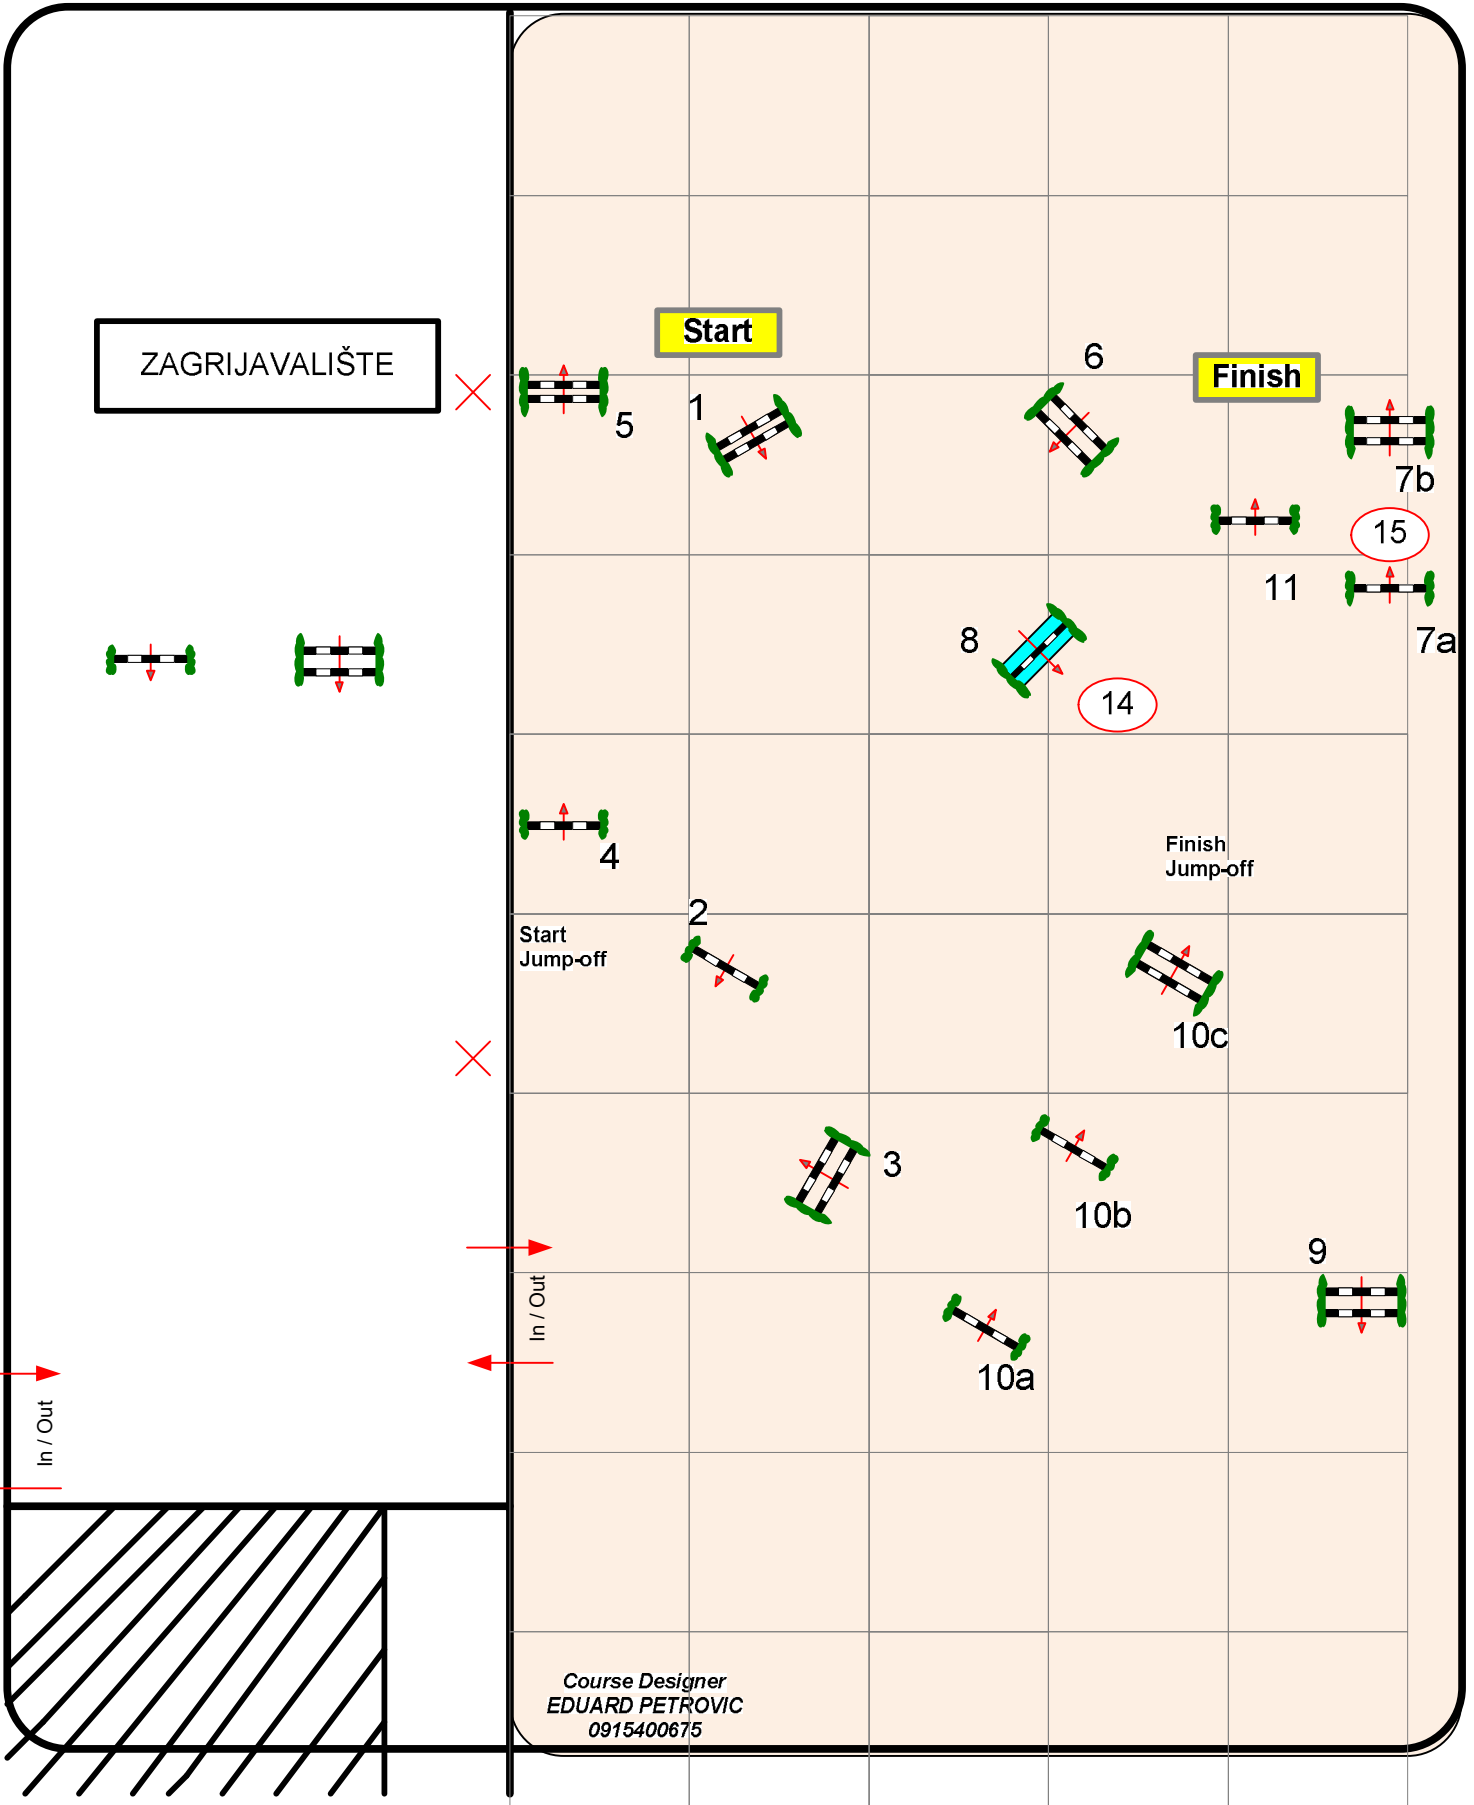 Start
6
ZAGRIJAVALIŠTE
Finish
1
5
7b
15
11
8
7a
14
4
Finish
Jump-off
2
Start
Jump-off
10c
3
10b
9
In / Out
10a
In / Out
Course Designer
EDUARD PETROVIC
0915400675